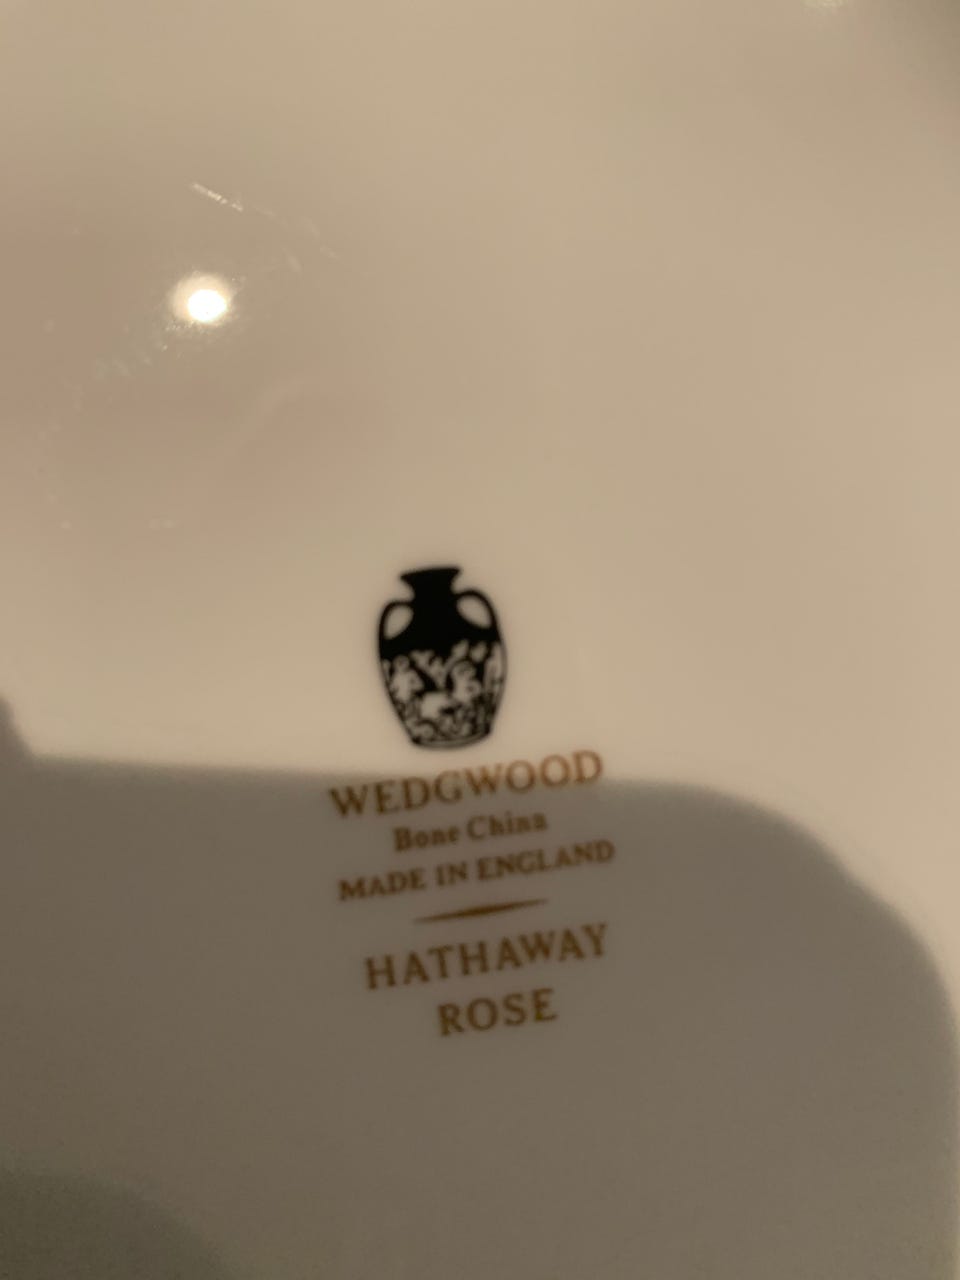 WEDGWOOD
Bone China
MADE IN ENGLAND
HATHAWAY
ROSE